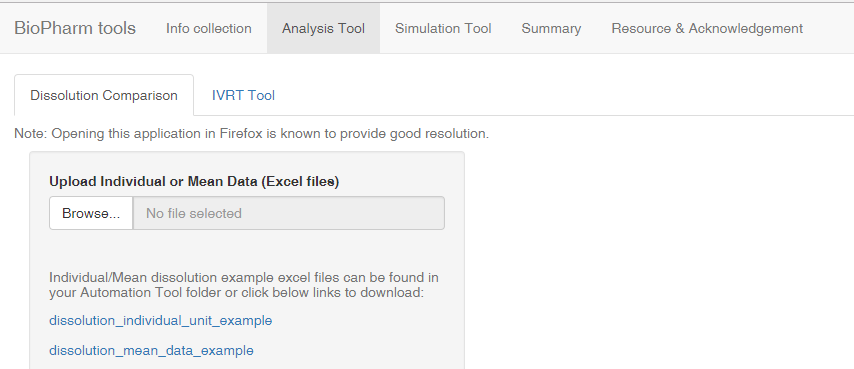 BioPharm tools Info collection Analysis Tool Simulation Tool Summary Resource & Acknowledgement
Dissolution Comparison IVRT Tool
Note: Opening this application in Firefox is known to provide good resolution.
Upload Individual or Mean Data (Excel files)
Browse... No file selected
Individual/Mean dissolution example excel files can be found in
your Automation Tool folder or click below links to download:
dissolution_individual_unit_example
dissolution_mean_data_example